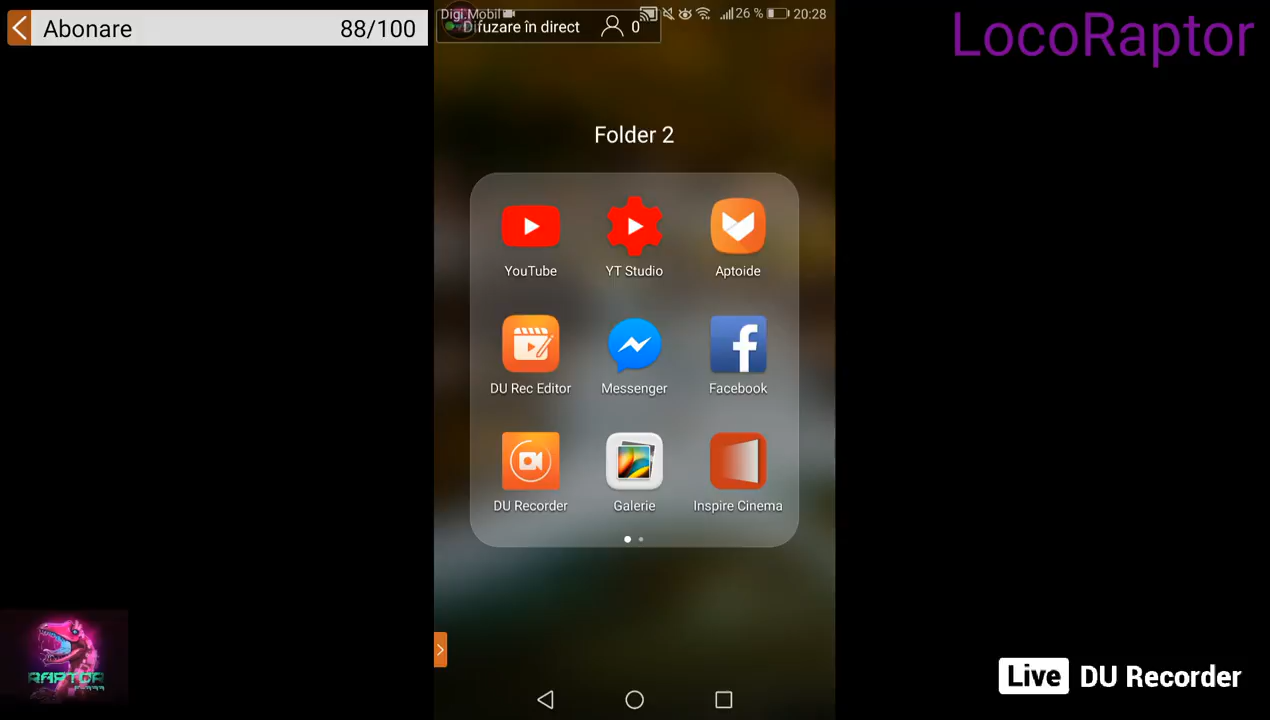 Abonare 88/100
Digi.Mobil 26 % 20:28
Difuzare în direct 0
LocoRaptor
Folder 2
YouTube YT Studio Aptoide
DU Rec Editor Messenger Facebook
DU Recorder Galerie Inspire Cinema
RAPTOR
Live DU Recorder